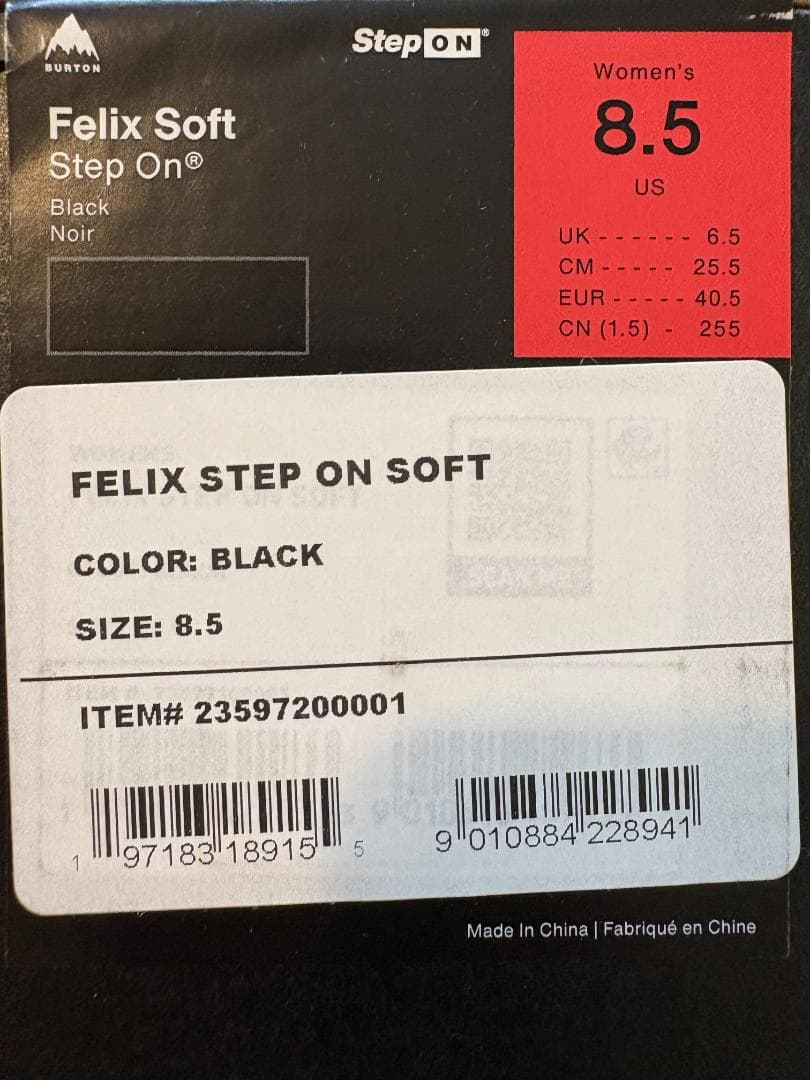 BURTON
StepON®
Felix Soft
Step On®
Black
Noir
Women's
8.5
US
UK - - - - - - 6.5
CM - - - - - 25.5
EUR - - - - - 40.5
CN (1.5) - 255
FELIX STEP ON SOFT
COLOR: BLACK
SIZE: 8.5
ITEM# 23597200001
1 97183 18915 5
9 010884 228941
Made In China | Fabriqué en Chine